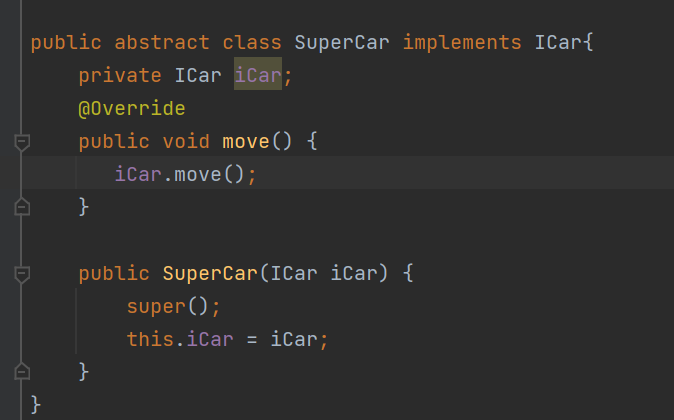 public abstract class SuperCar implements ICar{
private ICar iCar;
@Override
public void move() {
iCar.move();
}
public SuperCar(ICar iCar) {
super();
this.iCar = iCar;
}
}